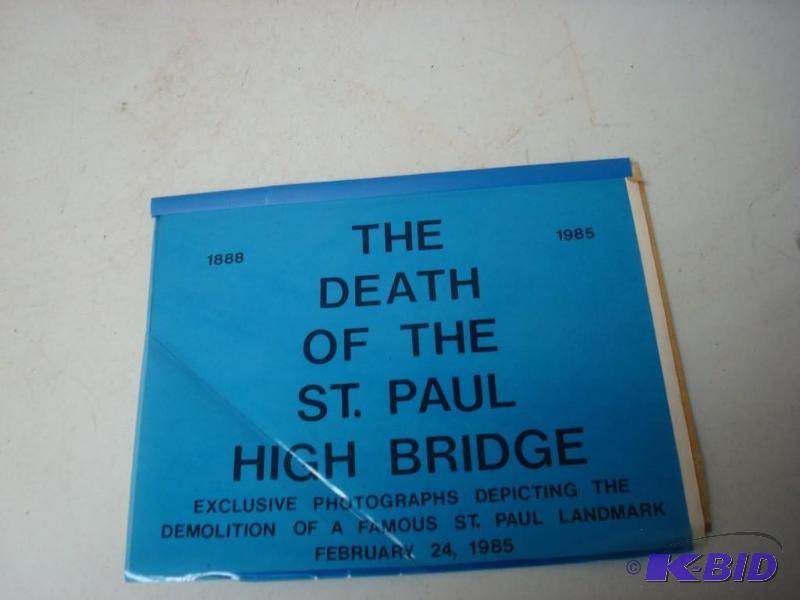 THE
1888
1985
DEATH
OF THE
ST. PAUL
HIGH BRIDGE
EXCLUSIVE PHOTOGRAPHS DEPICTING THE
DEMOLITION OF A FAMOUS ST. PAUL LANDMARK
FEBRUARY 24, 1985
© K-BID